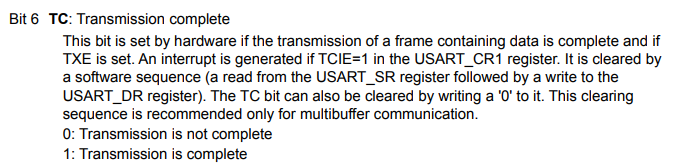 Bit 6 TC: Transmission complete
This bit is set by hardware if the transmission of a frame containing data is complete and if
TXE is set. An interrupt is generated if TCIE=1 in the USART_CR1 register. It is cleared by
a software sequence (a read from the USART_SR register followed by a write to the
USART_DR register). The TC bit can also be cleared by writing a '0' to it. This clearing
sequence is recommended only for multibuffer communication.
0: Transmission is not complete
1: Transmission is complete